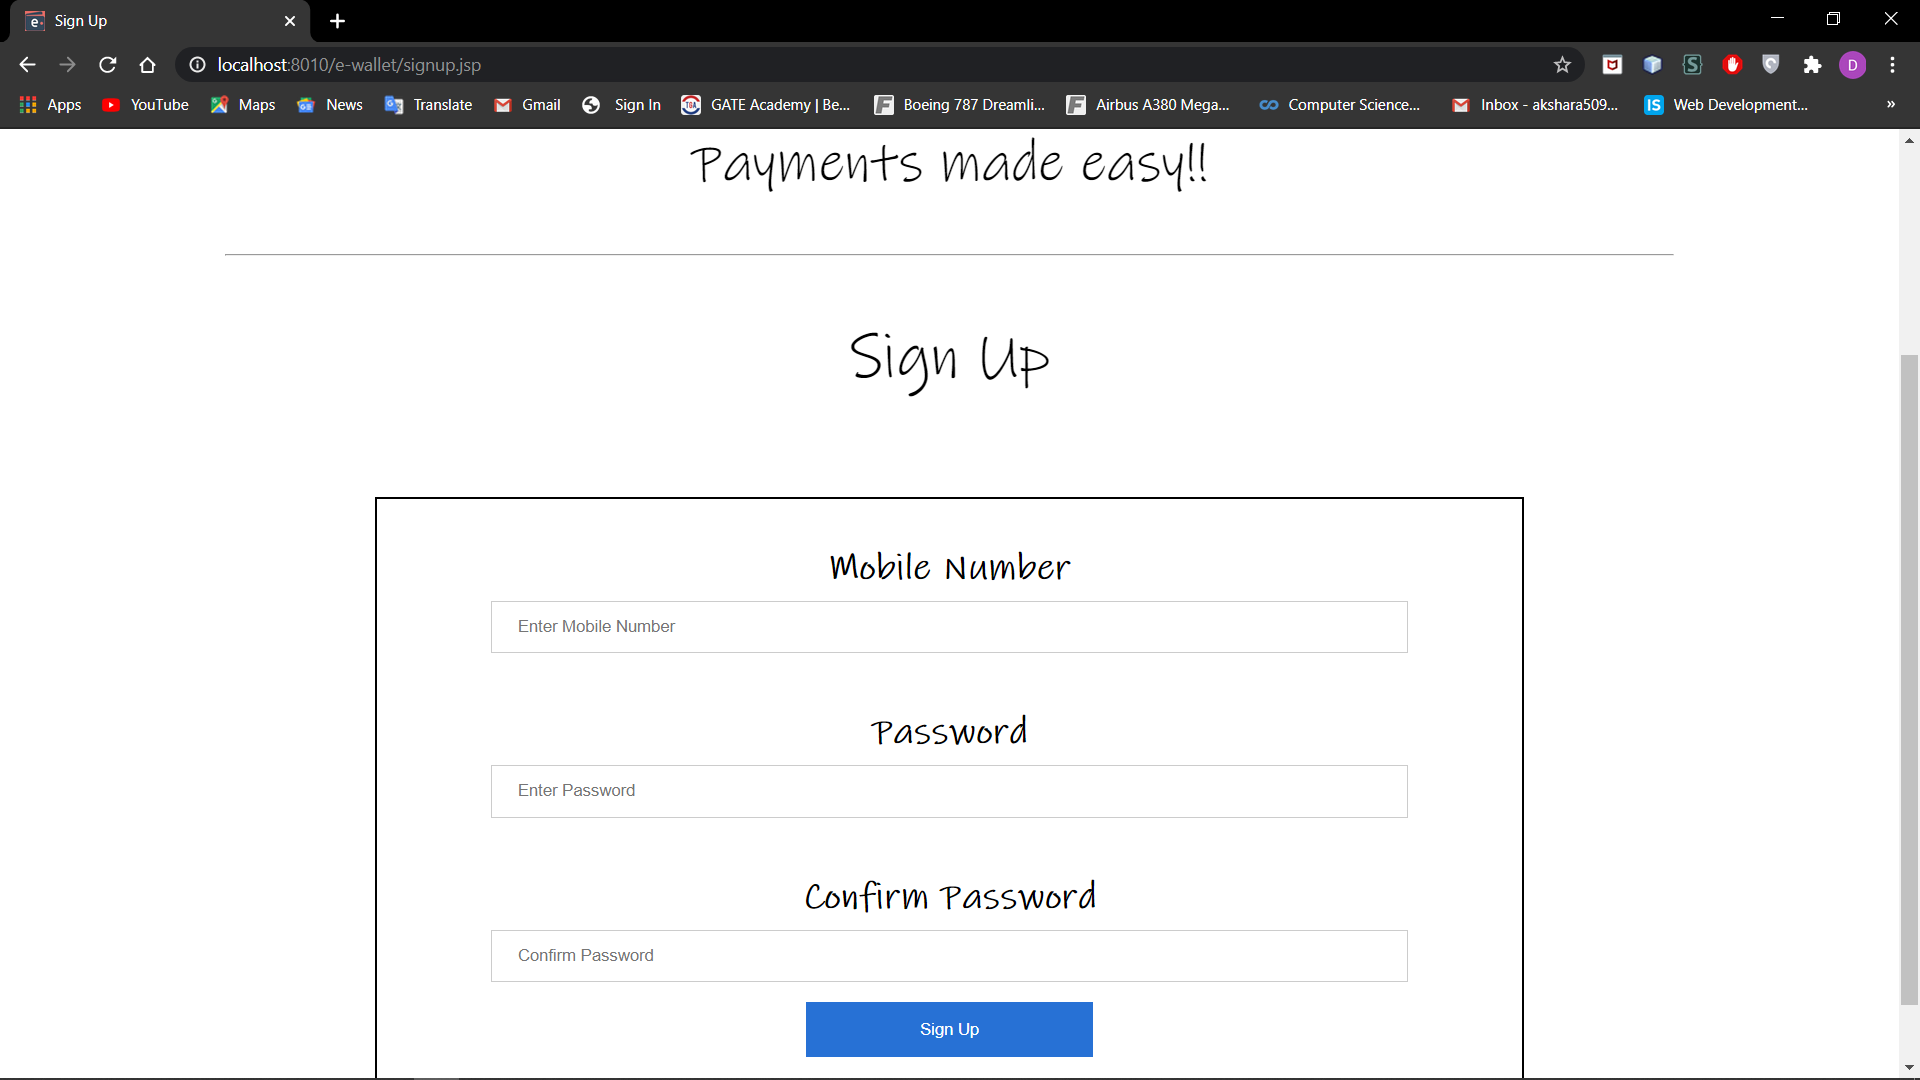 Sign Up
localhost:8010/e-wallet/signup.jsp
D
Apps YouTube Maps News Translate Gmail Sign In GATE Academy | Be... Boeing 787 Dreamli... Airbus A380 Mega... Computer Science... Inbox - akshara509... Web Development... »
Payments made easy!!
Sign Up
Mobile Number
Enter Mobile Number
Password
Enter Password
Confirm Password
Confirm Password
Sign Up